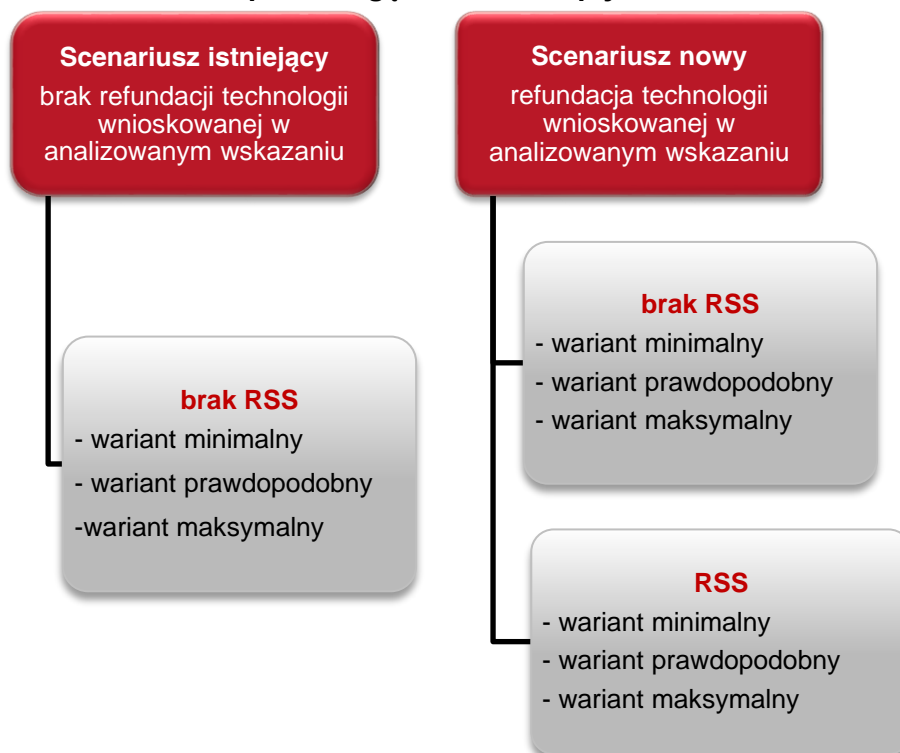 Scenariusz istniejący
brak refundacji technologii
wnioskowanej w
analizowanym wskazaniu
brak RSS
- wariant minimalny
- wariant prawdopodobny
-wariant maksymalny
Scenariusz nowy
refundacja technologii
wnioskowanej w
analizowanym wskazaniu
brak RSS
- wariant minimalny
- wariant prawdopodobny
- wariant maksymalny
RSS
- wariant minimalny
- wariant prawdopodobny
- wariant maksymalny